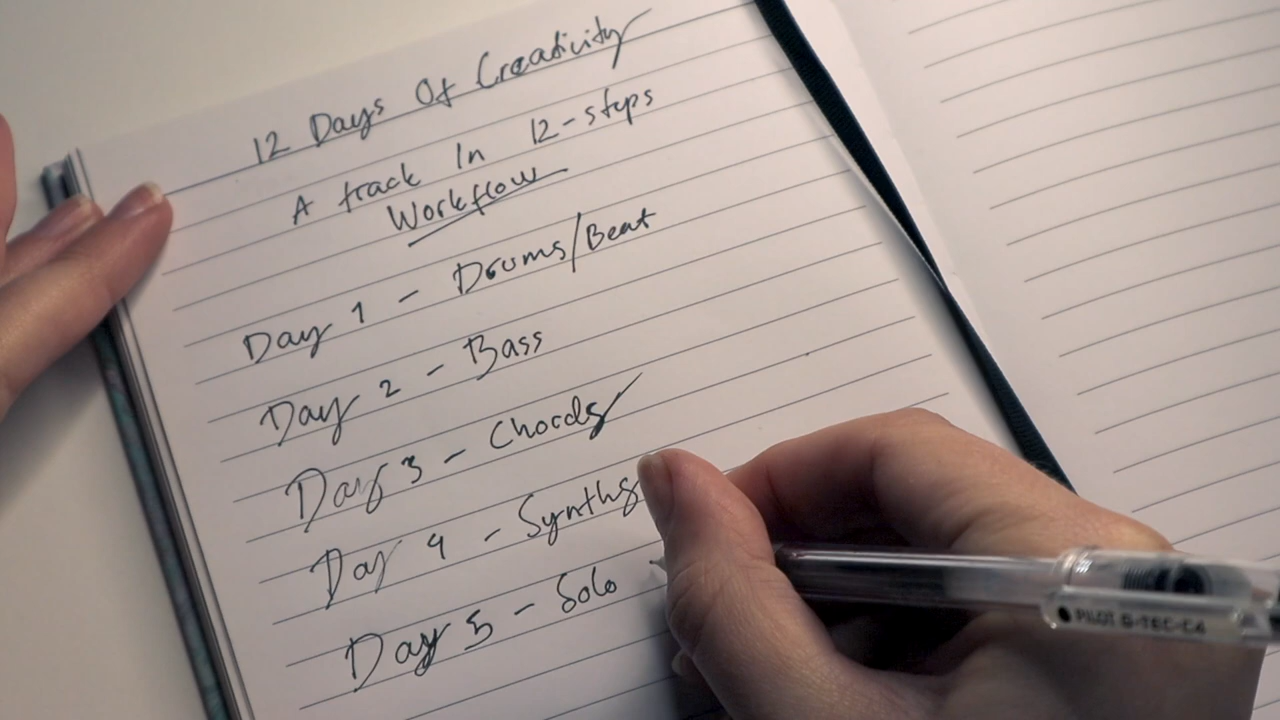 12 Days Of Creativity
A track In 12-steps
Workflow
Day 1 - Drums/Beat
Day 2 - Bass
Day 3 - Chords
Day 4 - Synths
Day 5 - Solo
PILOT G-TEC-C4